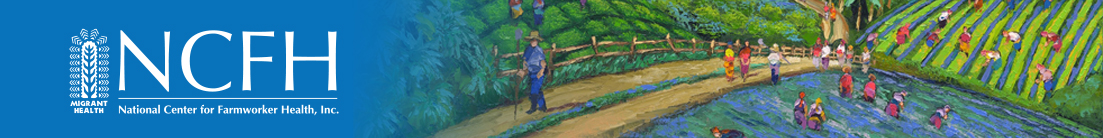 NCFH
MIGRANT
HEALTH
National Center for Farmworker Health, Inc.